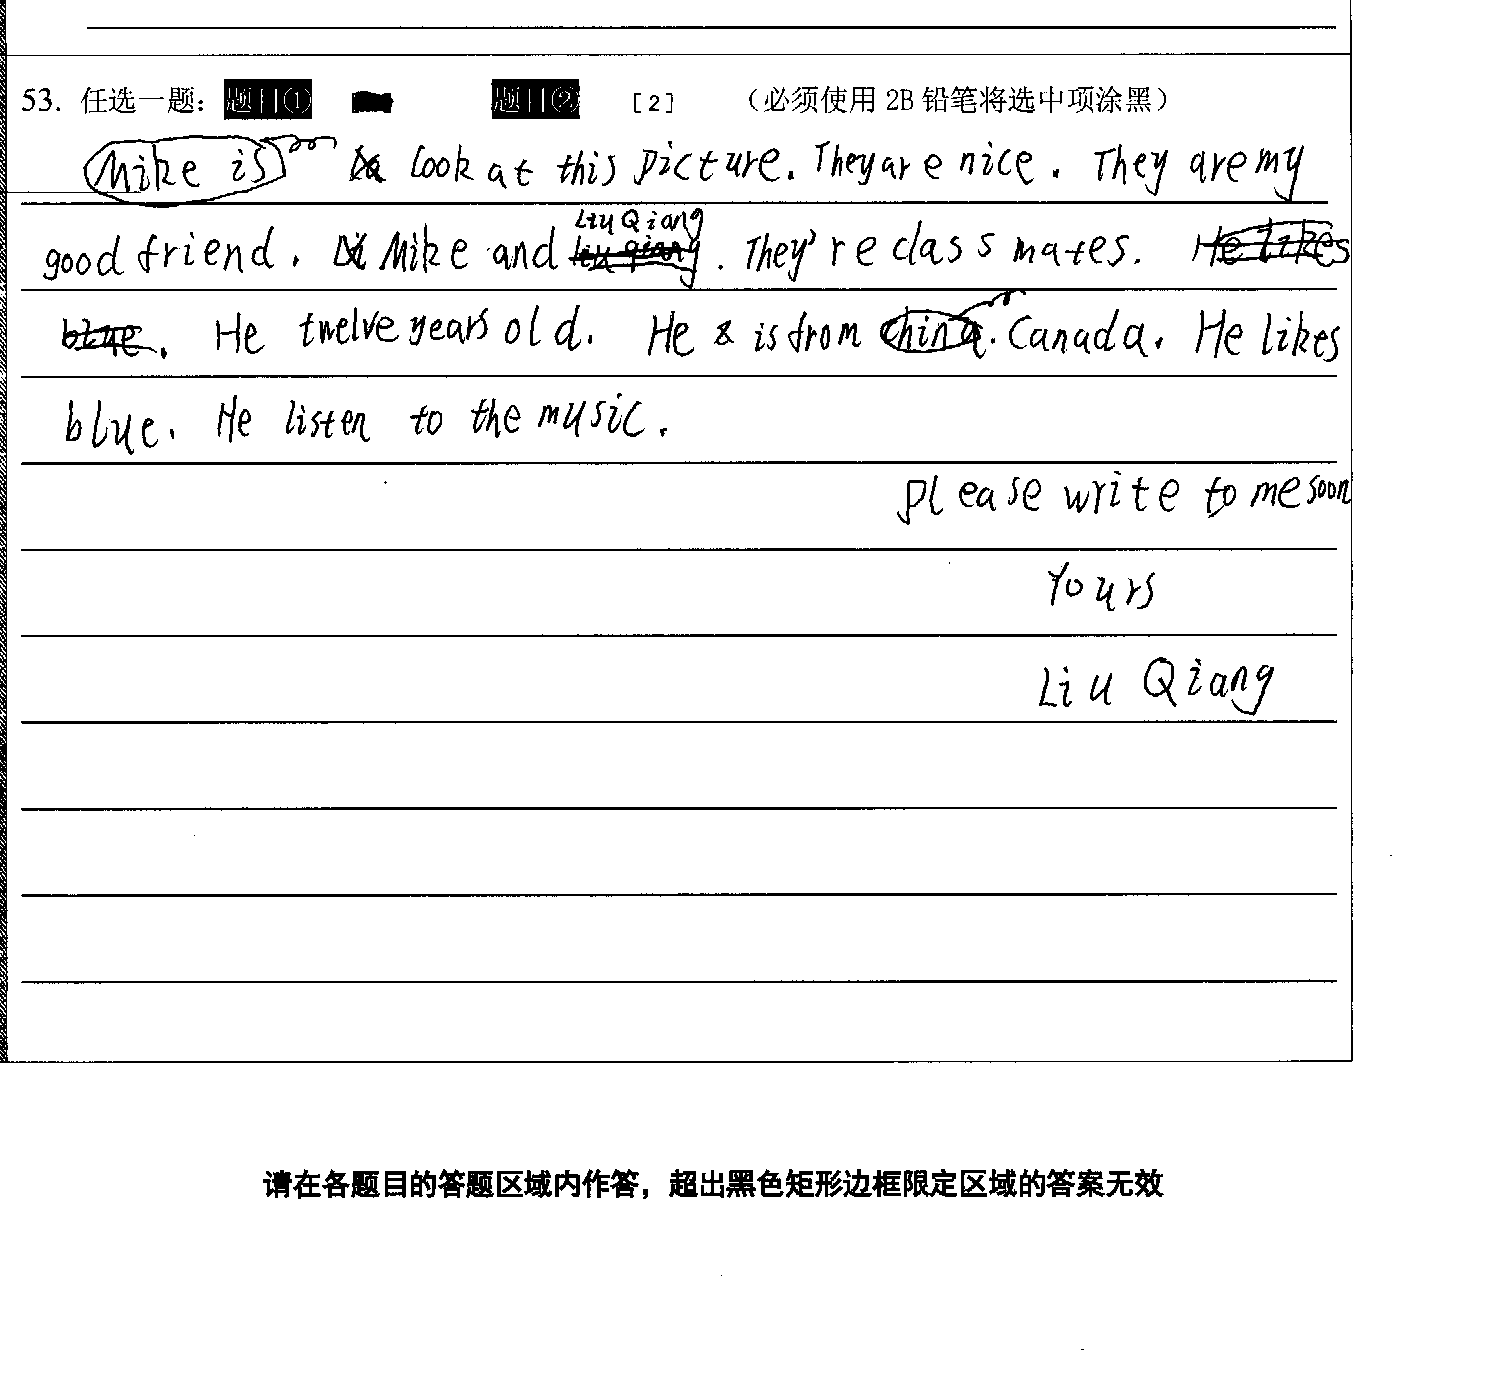 53. 任选一题： 题目① 题目② [2] （必须使用 2B 铅笔将选中项涂黑）
Mike is look at this picture. They are nice. They are my
good friend. Mike and Liu Qiang. They're classmates. He likes
blue. He twelve years old. He is from china. Canada. He likes
blue. He listen to the music.
please write to me soon
Yours
Liu Qiang
请在各题目的答题区域内作答，超出黑色矩形边框限定区域的答案无效